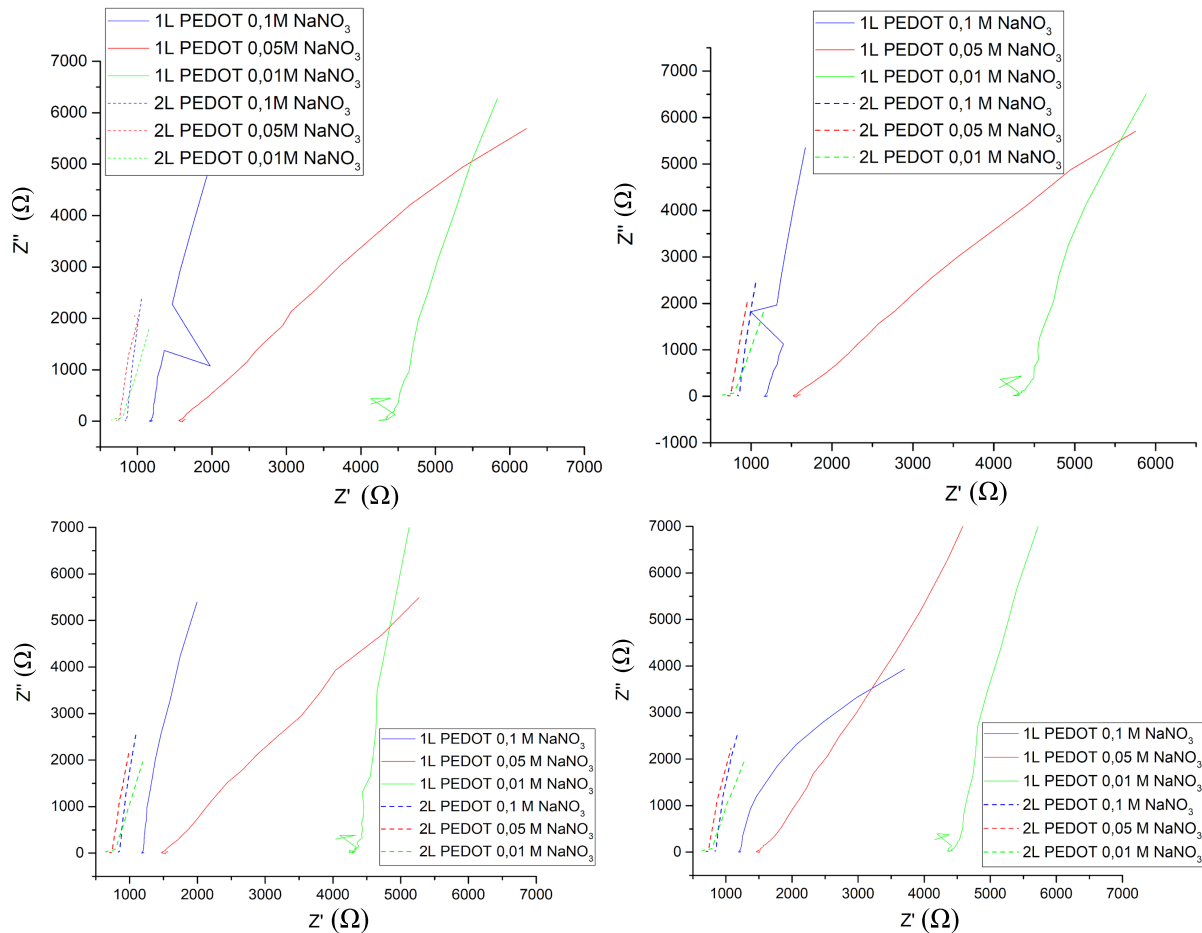 1L PEDOT 0,1M NaNO3
1L PEDOT 0,05M NaNO3
1L PEDOT 0,01M NaNO3
2L PEDOT 0,1M NaNO3
2L PEDOT 0,05M NaNO3
2L PEDOT 0,01M NaNO3
7000
6000
5000
4000
3000
2000
1000
0
Z'' (Ω)
1000 2000 3000 4000 5000 6000 7000
Z' (Ω)
1L PEDOT 0,1 M NaNO3
1L PEDOT 0,05 M NaNO3
1L PEDOT 0,01 M NaNO3
2L PEDOT 0,1 M NaNO3
2L PEDOT 0,05 M NaNO3
2L PEDOT 0,01 M NaNO3
7000
6000
5000
4000
3000
2000
1000
0
-1000
Z'' (Ω)
1000 2000 3000 4000 5000 6000
Z' (Ω)
7000
6000
5000
4000
3000
2000
1000
0
Z'' (Ω)
1L PEDOT 0,1 M NaNO3
1L PEDOT 0,05 M NaNO3
1L PEDOT 0,01 M NaNO3
2L PEDOT 0,1 M NaNO3
2L PEDOT 0,05 M NaNO3
2L PEDOT 0,01 M NaNO3
1000 2000 3000 4000 5000 6000 7000
Z' (Ω)
7000
6000
5000
4000
3000
2000
1000
0
Z'' (Ω)
1L PEDOT 0,1 M NaNO3
1L PEDOT 0,05 M NaNO3
1L PEDOT 0,01 M NaNO3
2L PEDOT 0,1 M NaNO3
2L PEDOT 0,05 M NaNO3
2L PEDOT 0,01 M NaNO3
1000 2000 3000 4000 5000 6000 7000
Z' (Ω)